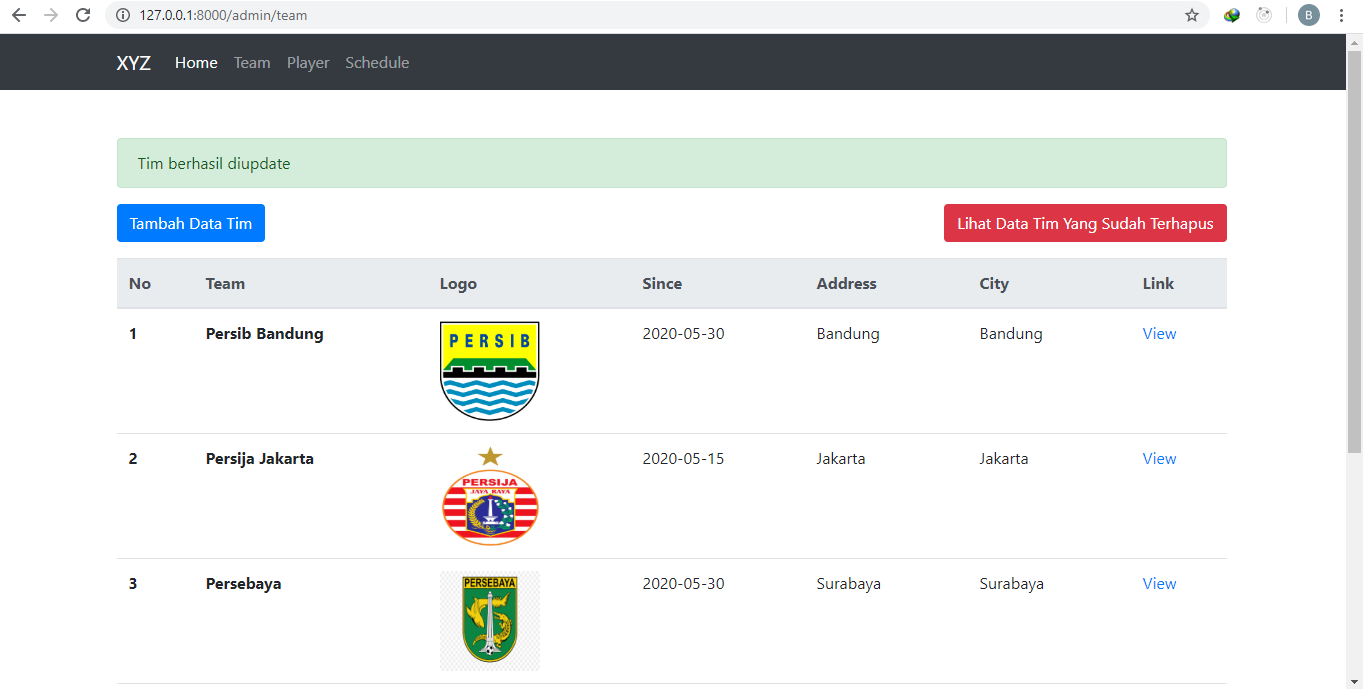 127.0.0.1:8000/admin/team
B
XYZ Home Team Player Schedule
Tim berhasil diupdate
Tambah Data Tim Lihat Data Tim Yang Sudah Terhapus
No Team Logo Since Address City Link
1 Persib Bandung 2020-05-30 Bandung Bandung View
PERSIB
2 Persija Jakarta 2020-05-15 Jakarta Jakarta View
PERSIJA
JAYA RAYA
3 Persebaya 2020-05-30 Surabaya Surabaya View
PERSEBAYA